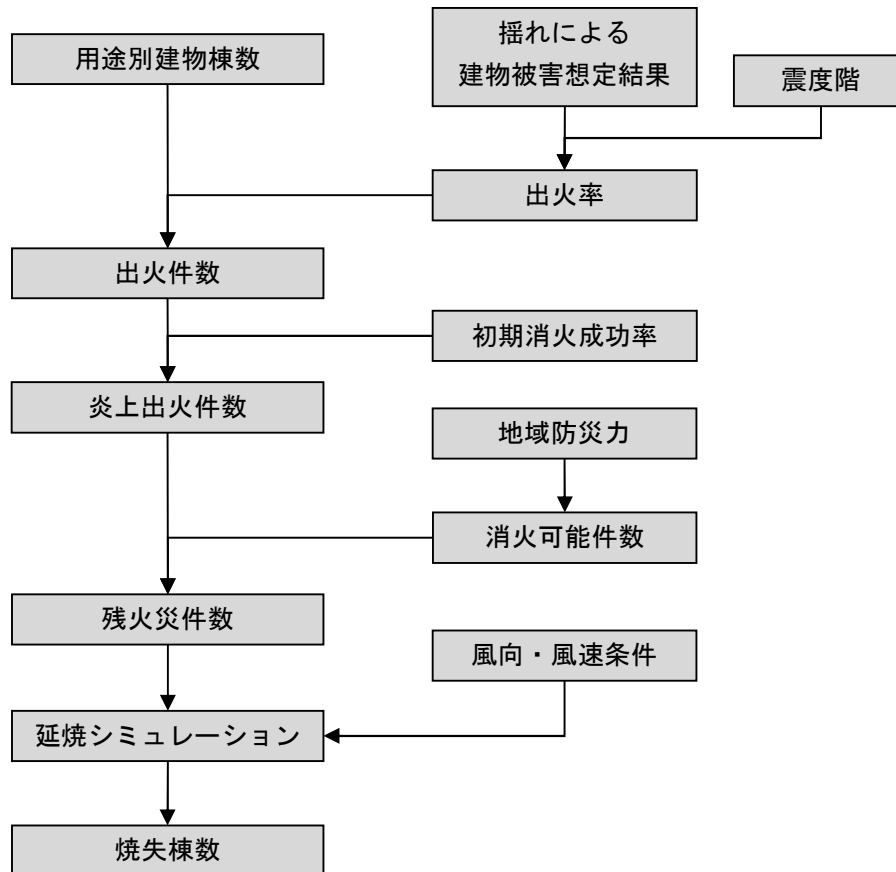 用途別建物棟数
揺れによる
建物被害想定結果
震度階
出火率
出火件数
初期消火成功率
炎上出火件数
地域防災力
消火可能件数
残火災件数
風向・風速条件
延焼シミュレーション
焼失棟数